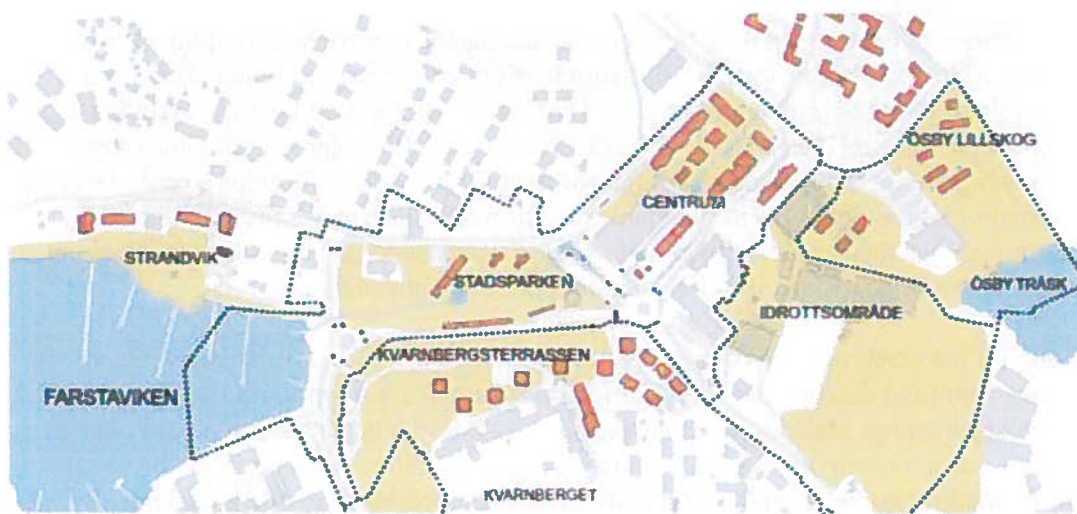 ÖSBY LILLSKOG
CENTRUM
STRANDVIK
STADSPARKEN
ÖSBY TRÄSK
IDROTTSOMRÅDE
KVARNBERGSTERRASSEN
FARSTAVIKEN
KVARNBERGET